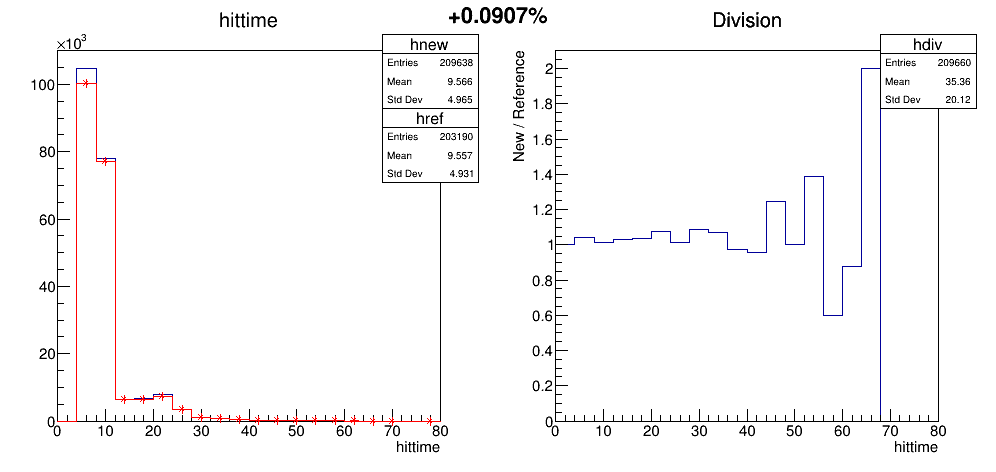 +0.0907%
hittime
×10³
100
80
60
40
20
0
0 10 20 30 40 50 60 70 80
hittime
hnew
Entries 209638
Mean 9.566
Std Dev 4.965
href
Entries 203190
Mean 9.557
Std Dev 4.931
Division
New / Reference
2
1.8
1.6
1.4
1.2
1
0.8
0.6
0.4
0.2
0
0 10 20 30 40 50 60 70 80
hittime
hdiv
Entries 209660
Mean 35.36
Std Dev 20.12